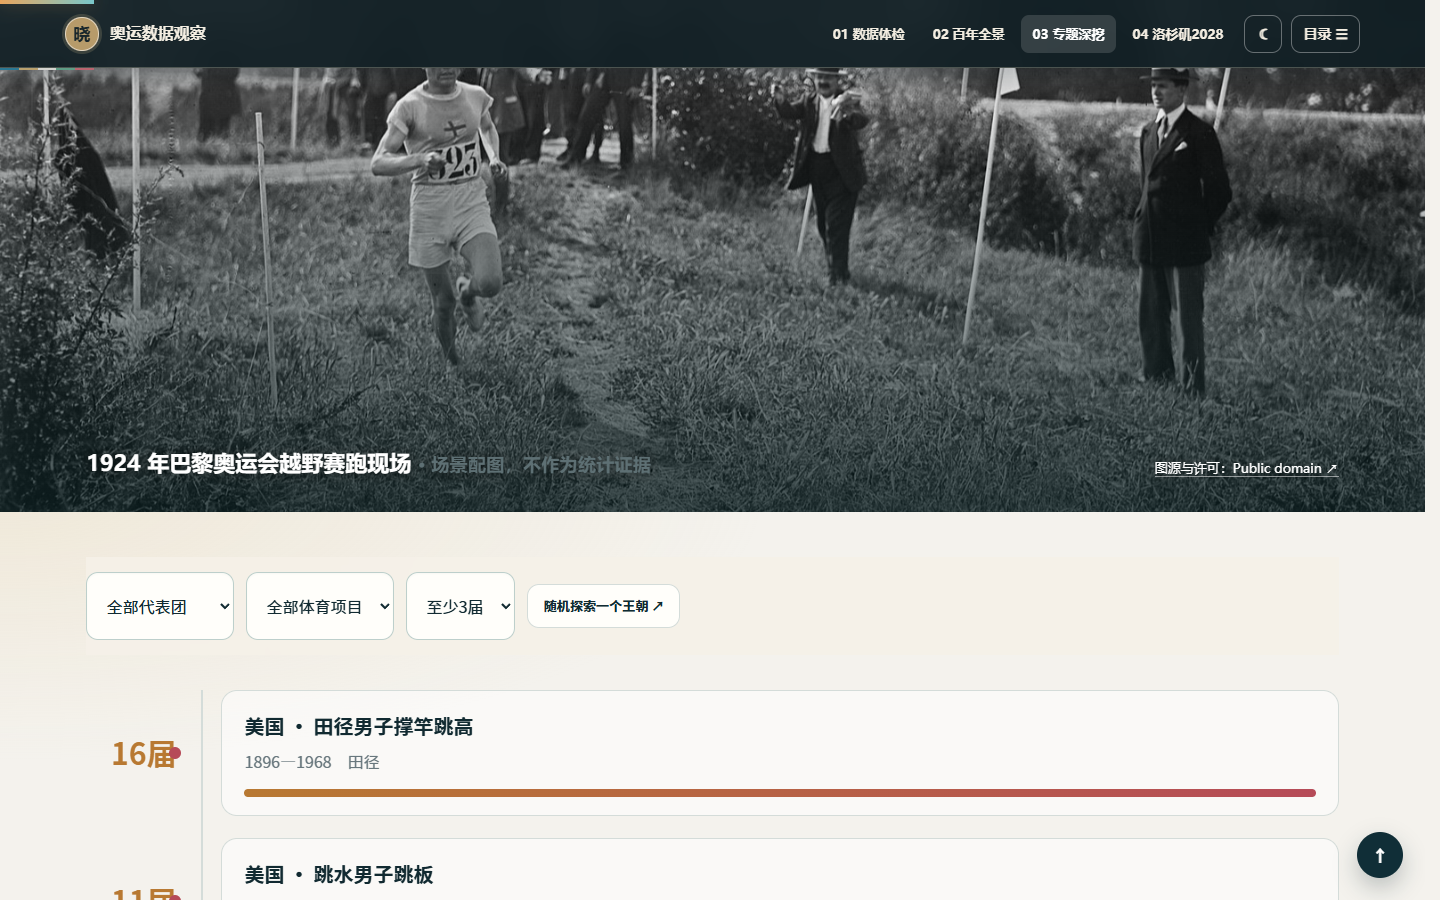 晓 奥运数据观察 01 数据体检 02 百年全景 03 专题深挖 04 洛杉矶2028 目录
323
1924 年巴黎奥运会越野赛跑现场 · 场景配图，不作为统计证据
图源与许可：Public domain ↗
全部代表团 全部体育项目 至少3届 随机探索一个王朝 ↗
16届
美国 · 田径男子撑竿跳高
1896—1968 田径
11届
美国 · 跳水男子跳板